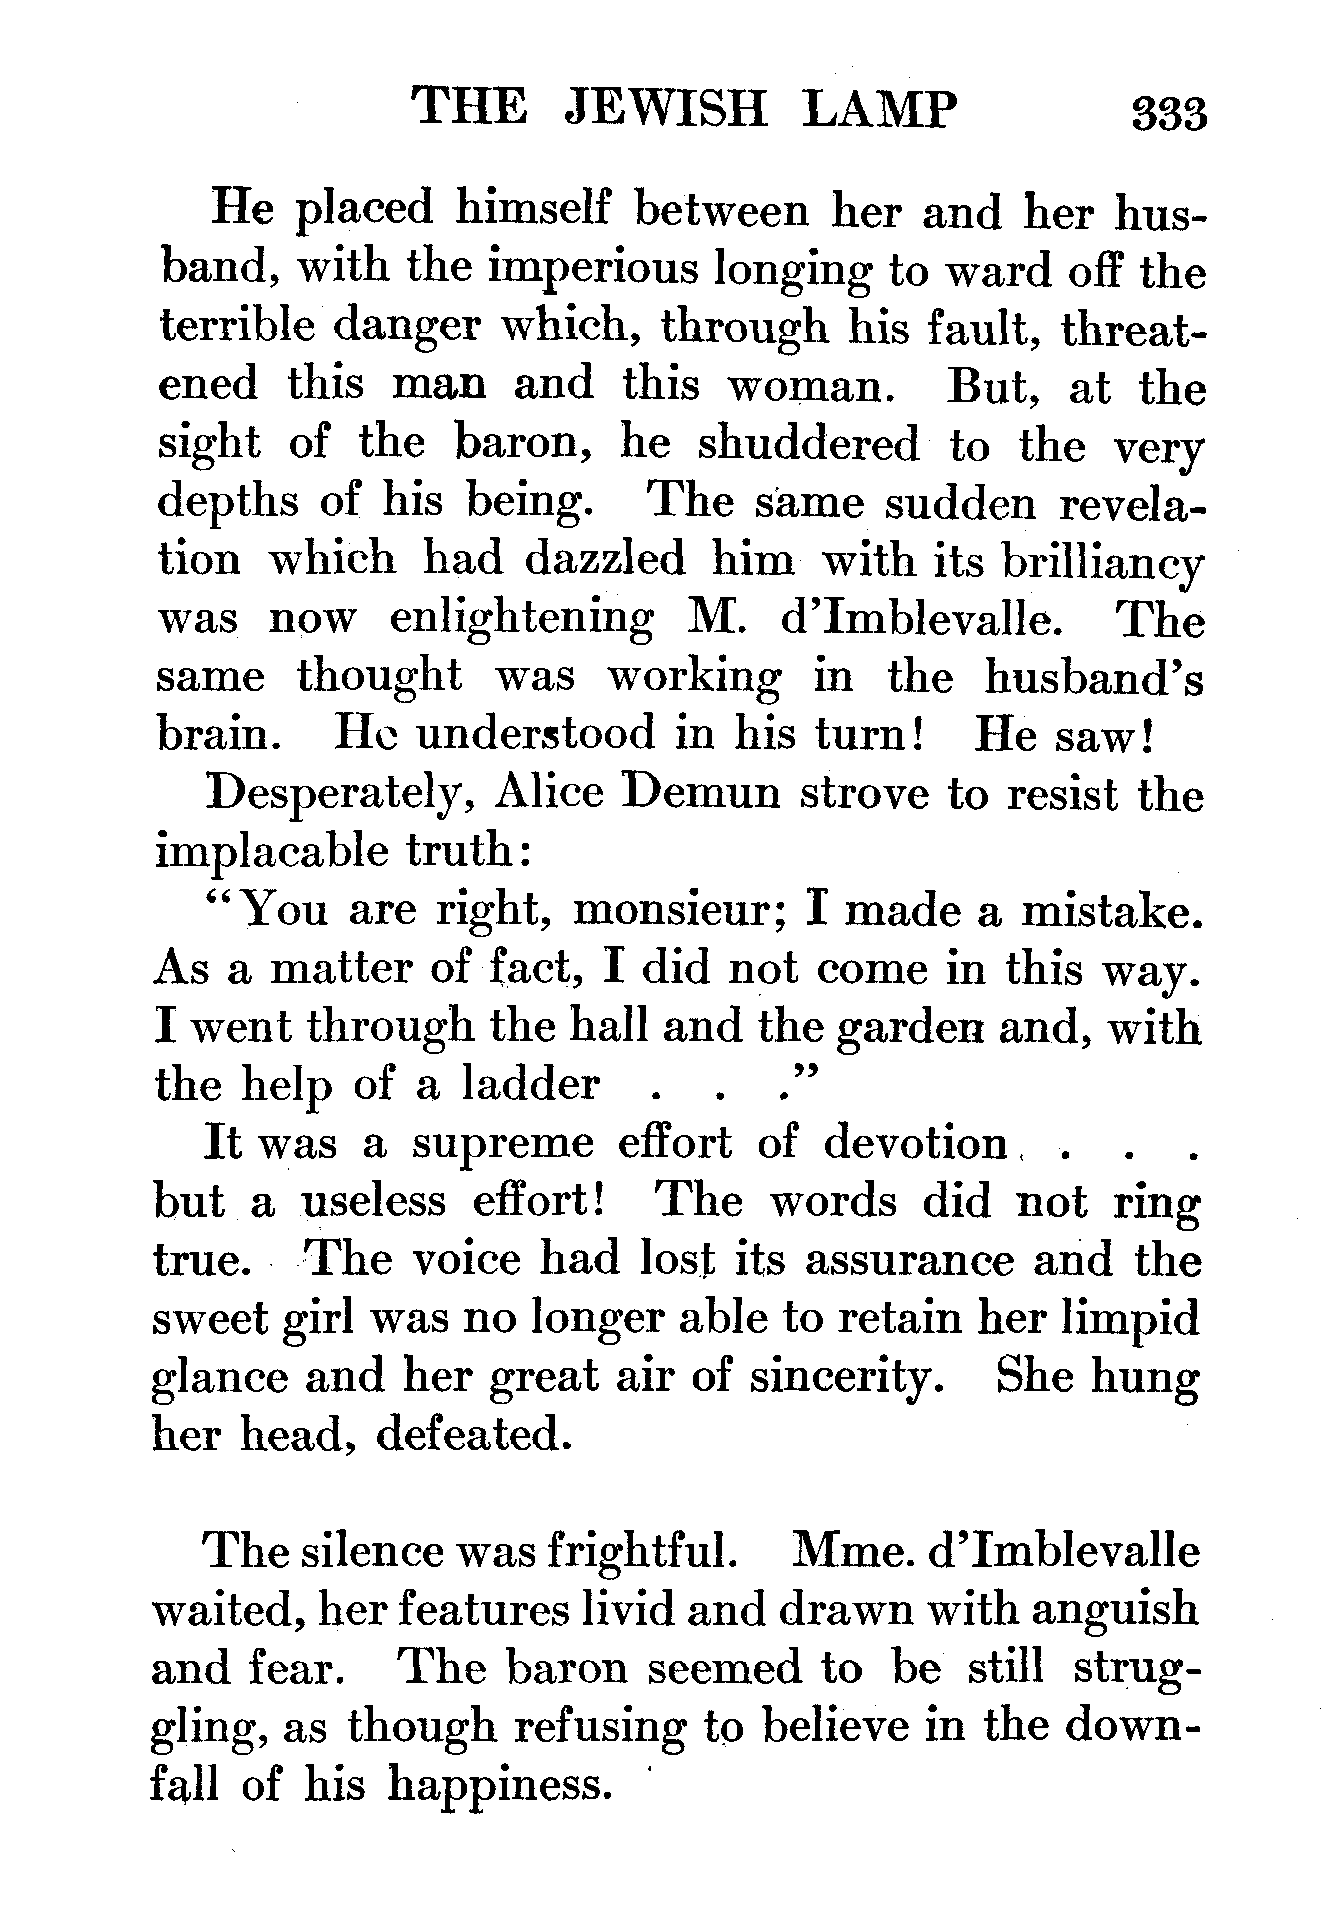 THE JEWISH LAMP 333
He placed himself between her and her hus-
band, with the imperious longing to ward off the
terrible danger which, through his fault, threat-
ened this man and this woman. But, at the
sight of the baron, he shuddered to the very
depths of his being. The same sudden revela-
tion which had dazzled him with its brilliancy
was now enlightening M. d'Imblevalle. The
same thought was working in the husband's
brain. He understood in his turn! He saw!
Desperately, Alice Demun strove to resist the
implacable truth:
"You are right, monsieur; I made a mistake.
As a matter of fact, I did not come in this way.
I went through the hall and the garden and, with
the help of a ladder . . ."
It was a supreme effort of devotion . . .
but a useless effort! The words did not ring
true. The voice had lost its assurance and the
sweet girl was no longer able to retain her limpid
glance and her great air of sincerity. She hung
her head, defeated.
The silence was frightful. Mme. d'Imblevalle
waited, her features livid and drawn with anguish
and fear. The baron seemed to be still strug-
gling, as though refusing to believe in the down-
fall of his happiness.